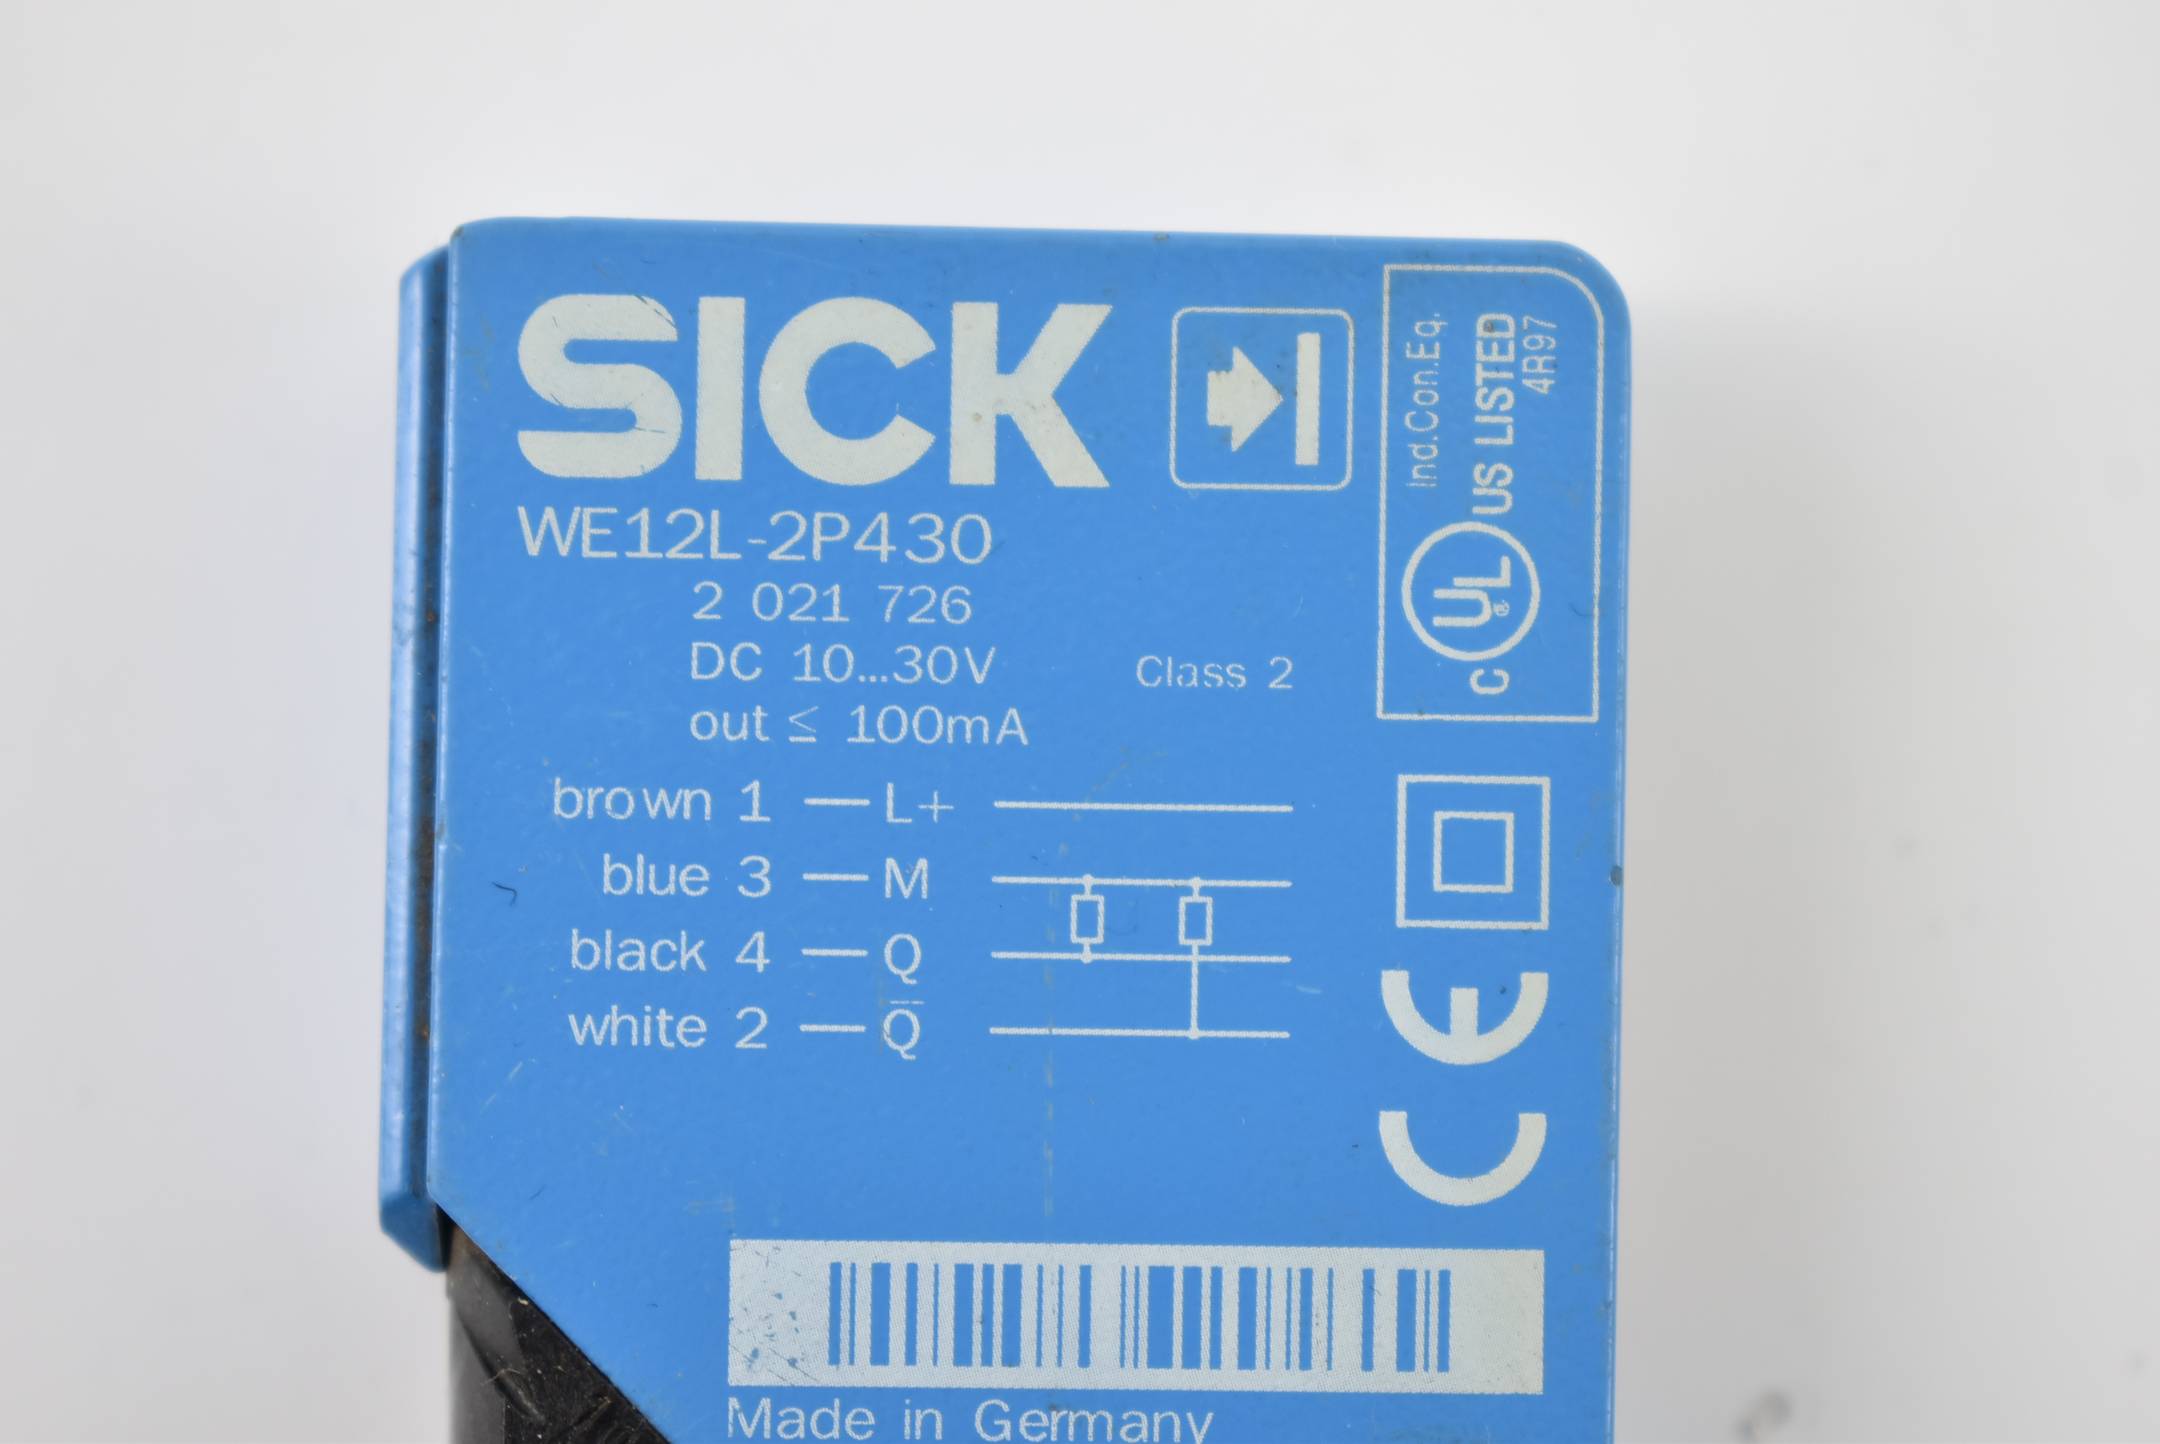 SICK
WE12L-2P430
2 021 726
DC 10...30V Class 2
out ≤ 100mA
brown 1 — L+
blue 3 — M
black 4 — Q
white 2 — Q̅
Made in Germany
Ind.Con.Eq.
c UL® US LISTED
4R97
CE